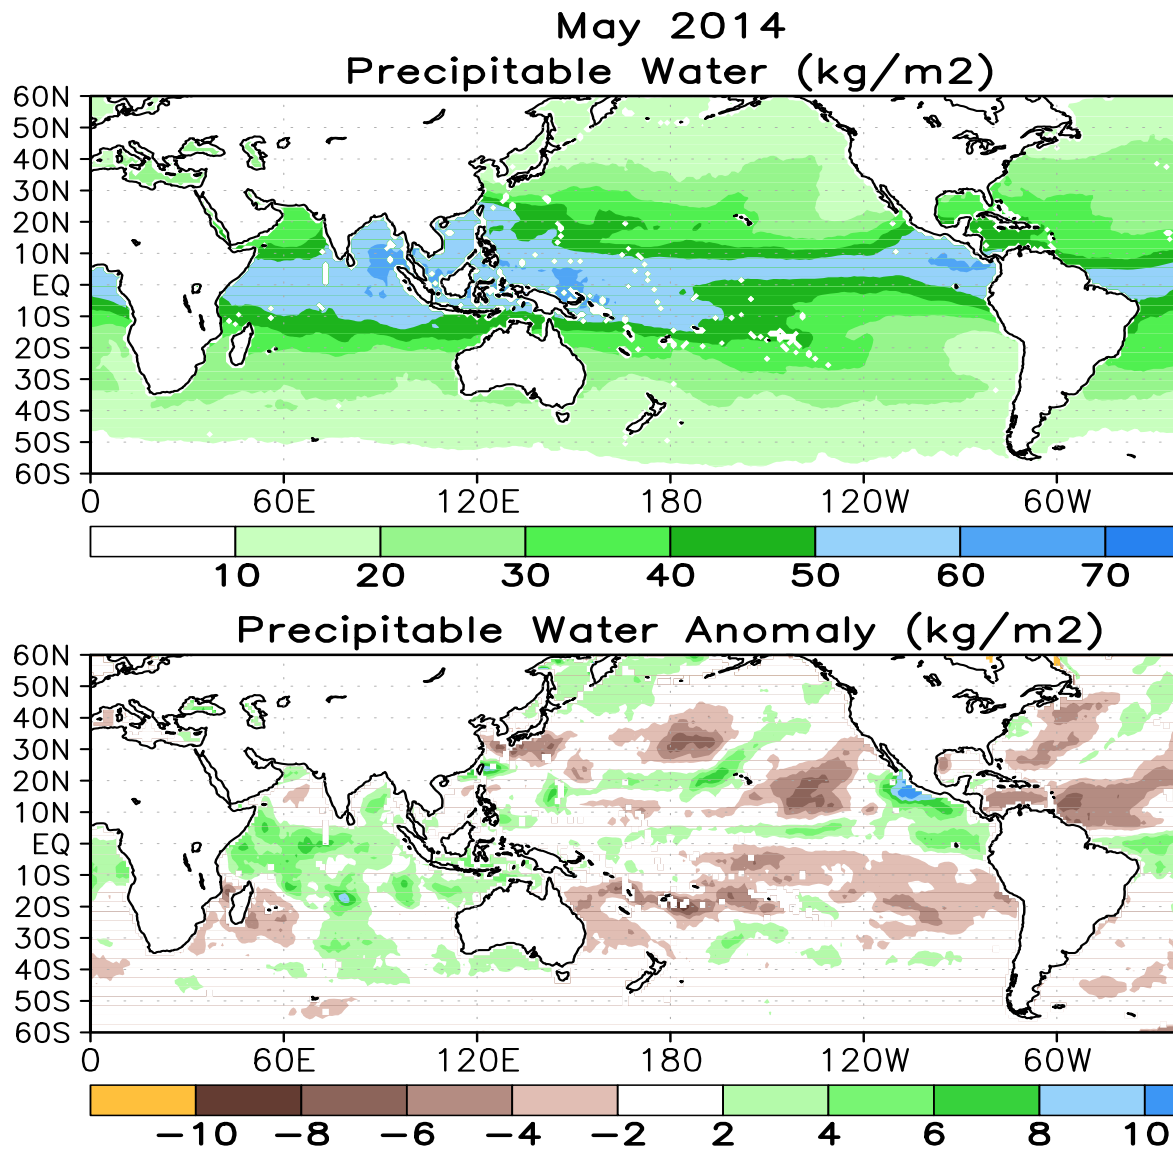 May 2014
Precipitable Water (kg/m2)
60N
50N
40N
30N
20N
10N
EQ
10S
20S
30S
40S
50S
60S
0 60E 120E 180 120W 60W
10 20 30 40 50 60 70
Precipitable Water Anomaly (kg/m2)
60N
50N
40N
30N
20N
10N
EQ
10S
20S
30S
40S
50S
60S
0 60E 120E 180 120W 60W
−10 −8 −6 −4 −2 2 4 6 8 10